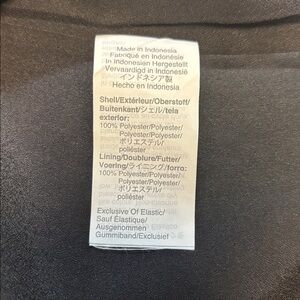 Made in Indonesia
Fabriqué en Indonésie
In Indonesien Hergestellt
Vervaardigd in Indonesië
インドネシア製
Hecho en Indonesia
Shell/Extérieur/Oberstoff/
Buitenkant/シェル/tela
exterior:
100% Polyester/Polyester/
Polyester/Polyester/
ポリエステル/
poliéster
Lining/Doublure/Futter/
Voering/ライニング/forro:
100% Polyester/Polyester/
Polyester/Polyester/
ポリエステル/
poliéster
Exclusive Of Elastic/
Sauf Élastique/
Ausgenommen
Gummiband/Exclusief